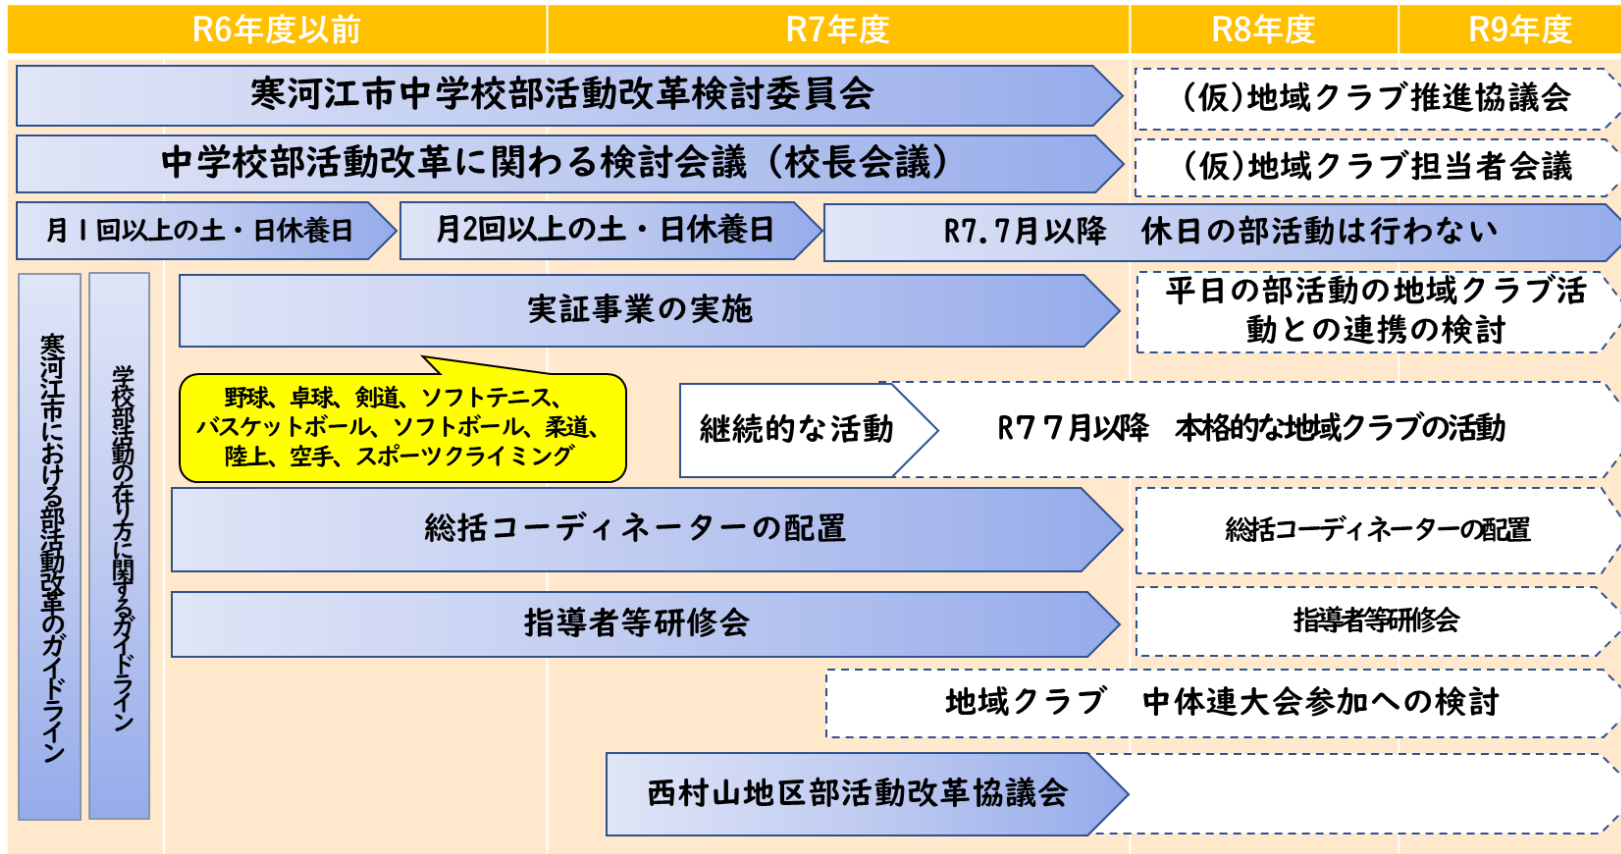 R6年度以前
R7年度
R8年度
R9年度
寒河江市中学校部活動改革検討委員会
(仮)地域クラブ推進協議会
中学校部活動改革に関わる検討会議（校長会議）
(仮)地域クラブ担当者会議
月1回以上の土・日休養日
月2回以上の土・日休養日
R7.7月以降　休日の部活動は行わない
寒河江市における部活動改革のガイドライン
学校部活動の在り方に関するガイドライン
実証事業の実施
平日の部活動の地域クラブ活
動との連携の検討
野球、卓球、剣道、ソフトテニス、
バスケットボール、ソフトボール、柔道、
陸上、空手、スポーツクライミング
継続的な活動
R7７月以降　本格的な地域クラブの活動
総括コーディネーターの配置
総括コーディネーターの配置
指導者等研修会
指導者等研修会
地域クラブ　中体連大会参加への検討
西村山地区部活動改革協議会